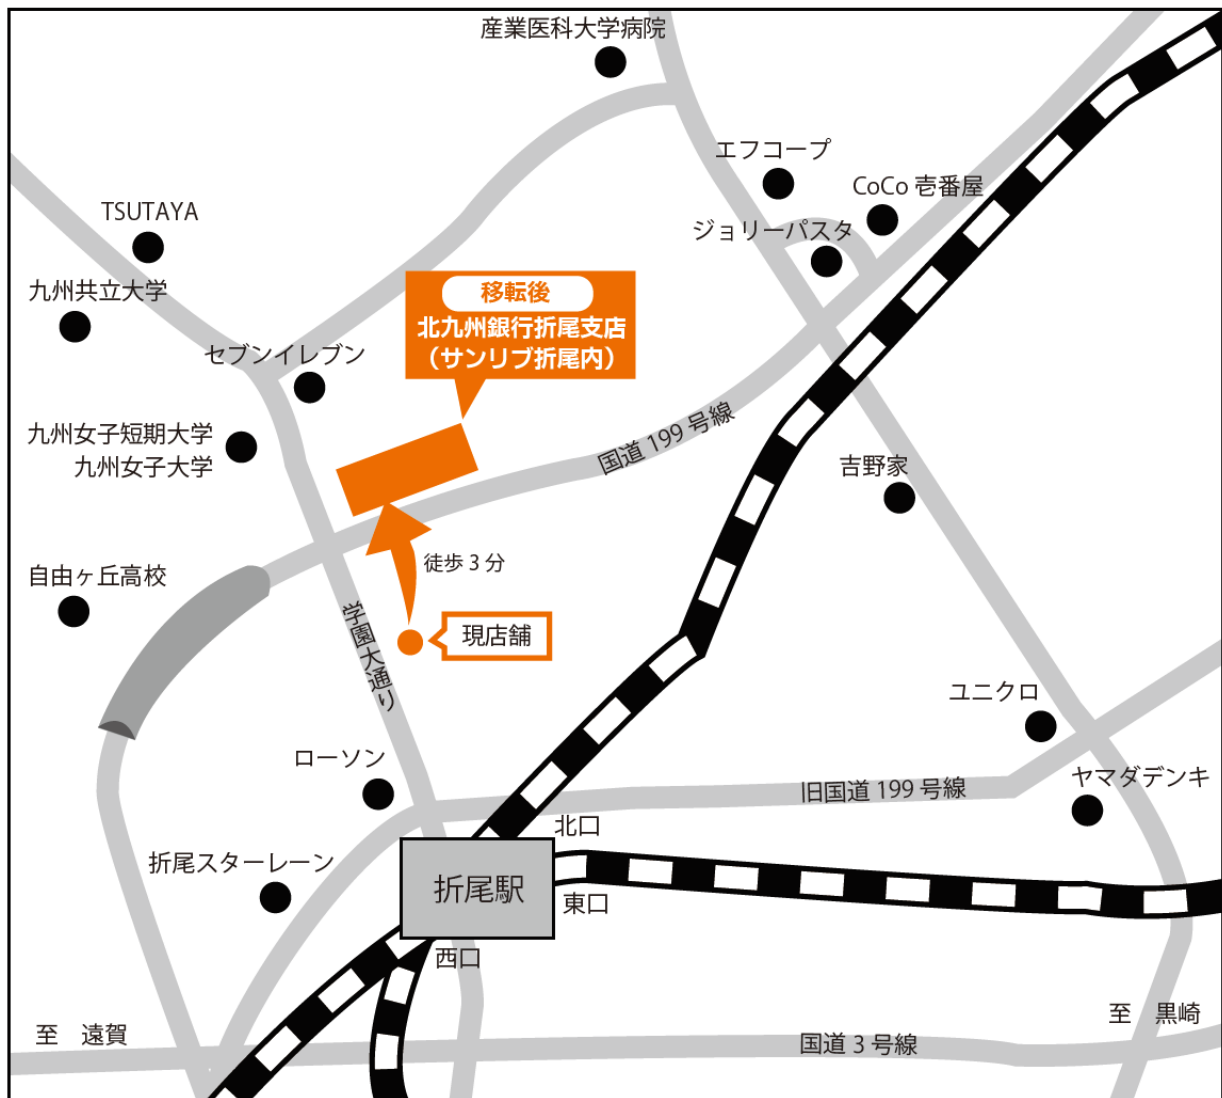 産業医科大学病院
エフコープ
CoCo 壱番屋
TSUTAYA
ジョリーパスタ
九州共立大学
移転後
北九州銀行折尾支店
（サンリブ折尾内）
セブンイレブン
国道 199 号線
九州女子短期大学
九州女子大学
吉野家
徒歩 3 分
自由ヶ丘高校
学園大通り
現店舗
ユニクロ
ローソン
ヤマダデンキ
旧国道 199 号線
北口
折尾スターレーン
折尾駅
東口
西口
至　遠賀
至　黒崎
国道 3 号線